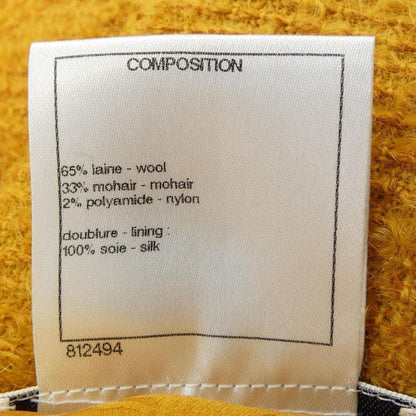 COMPOSITION
65% laine - wool
33% mohair - mohair
2% polyamide - nylon
doublure - lining :
100% soie - silk
812494